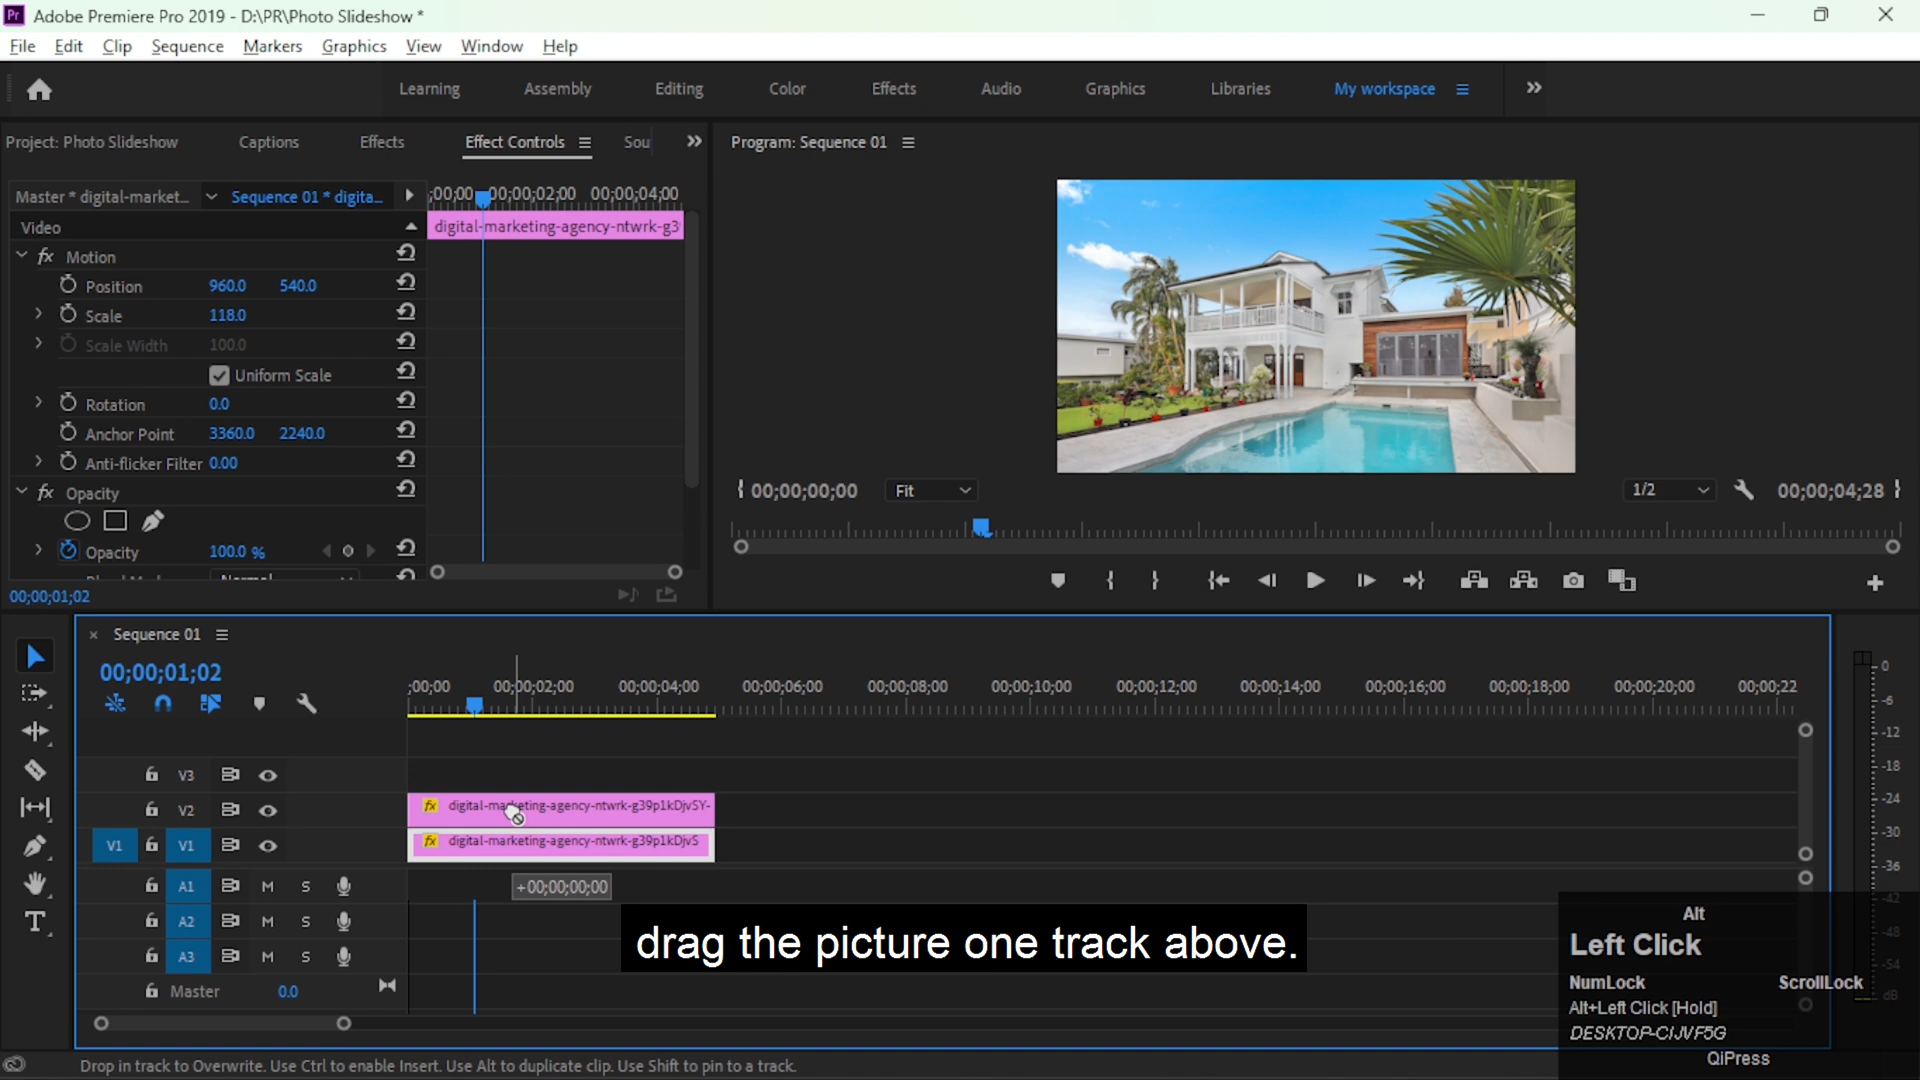 Adobe Premiere Pro 2019 - D:\PR\Photo Slideshow *
File Edit Clip Sequence Markers Graphics View Window Help
Learning Assembly Editing Color Effects Audio Graphics Libraries My workspace
Project: Photo Slideshow Captions Effects Effect Controls Sou
Program: Sequence 01
Master * digital-market... Sequence 01 * digita...
;00;00 00;00;02;00 00;00;04;00
Video
digital-marketing-agency-ntwrk-g3
fx Motion
Position 960.0 540.0
Scale 118.0
Scale Width 100.0
Uniform Scale
Rotation 0.0
Anchor Point 3360.0 2240.0
Anti-flicker Filter 0.00
fx Opacity
Opacity 100.0 %
00;00;01;02
00;00;00;00 Fit 1/2 00;00;04;28
Sequence 01
00;00;01;02
;00;00 00;00;02;00 00;00;04;00 00;00;06;00 00;00;08;00 00;00;10;00 00;00;12;00 00;00;14;00 00;00;16;00 00;00;18;00 00;00;20;00 00;00;22
V3
V2 fx digital-marketing-agency-ntwrk-g39p1kDjvSY-
V1 V1 fx digital-marketing-agency-ntwrk-g39p1kDjvS
A1 M S +00;00;00;00
A2 M S
A3 M S
Master 0.0
0
-6
-12
-18
-24
-30
-36
-42
-48
-54
dB
drag the picture one track above.
Alt
Left Click
NumLock ScrollLock
Alt+Left Click [Hold]
DESKTOP-CIJVF5G
QiPress
Drop in track to Overwrite. Use Ctrl to enable Insert. Use Alt to duplicate clip. Use Shift to pin to a track.